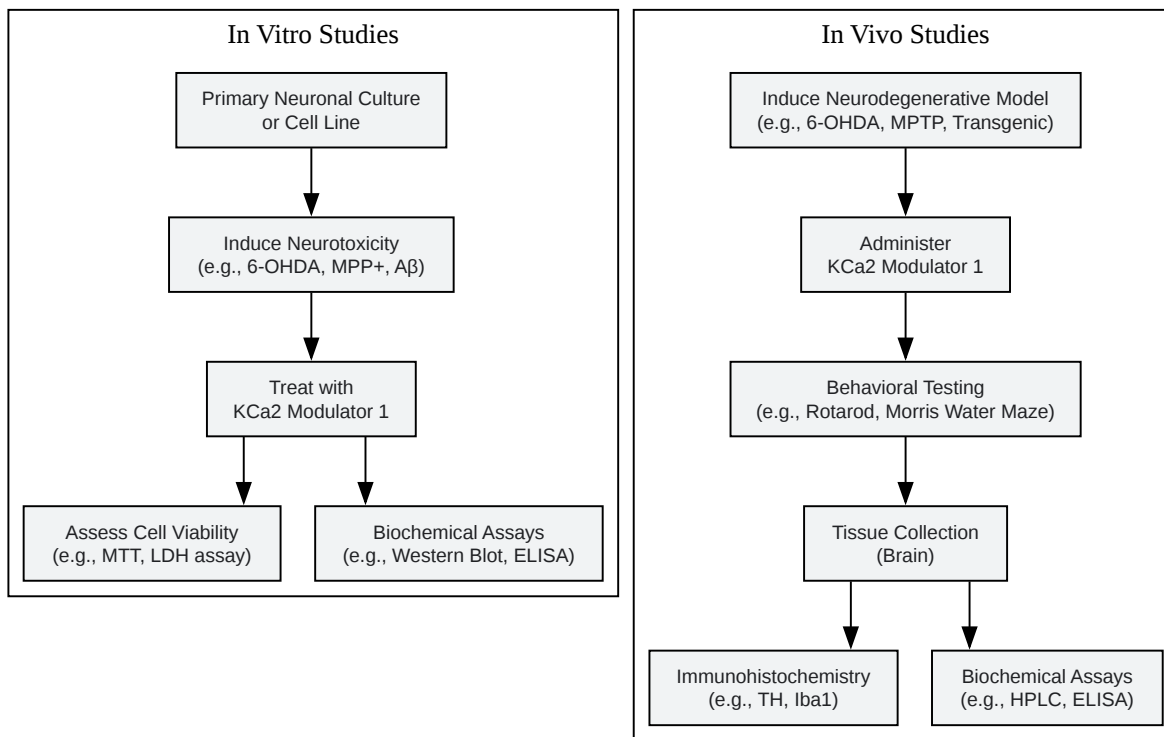 In Vitro Studies
Primary Neuronal Culture
or Cell Line
Induce Neurotoxicity
(e.g., 6-OHDA, MPP+, Aβ)
Treat with
KCa2 Modulator 1
Assess Cell Viability
(e.g., MTT, LDH assay)
Biochemical Assays
(e.g., Western Blot, ELISA)
In Vivo Studies
Induce Neurodegenerative Model
(e.g., 6-OHDA, MPTP, Transgenic)
Administer
KCa2 Modulator 1
Behavioral Testing
(e.g., Rotarod, Morris Water Maze)
Tissue Collection
(Brain)
Immunohistochemistry
(e.g., TH, Iba1)
Biochemical Assays
(e.g., HPLC, ELISA)